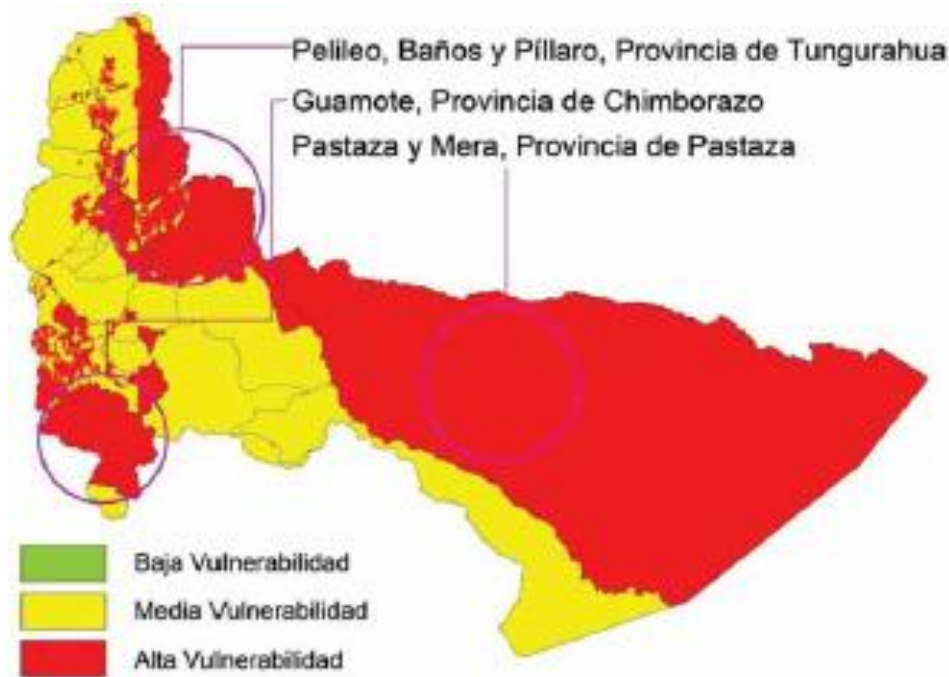 Pelileo, Baños y Píllaro, Provincia de Tungurahua
Guamote, Provincia de Chimborazo
Pastaza y Mera, Provincia de Pastaza
Baja Vulnerabilidad
Media Vulnerabilidad
Alta Vulnerabilidad